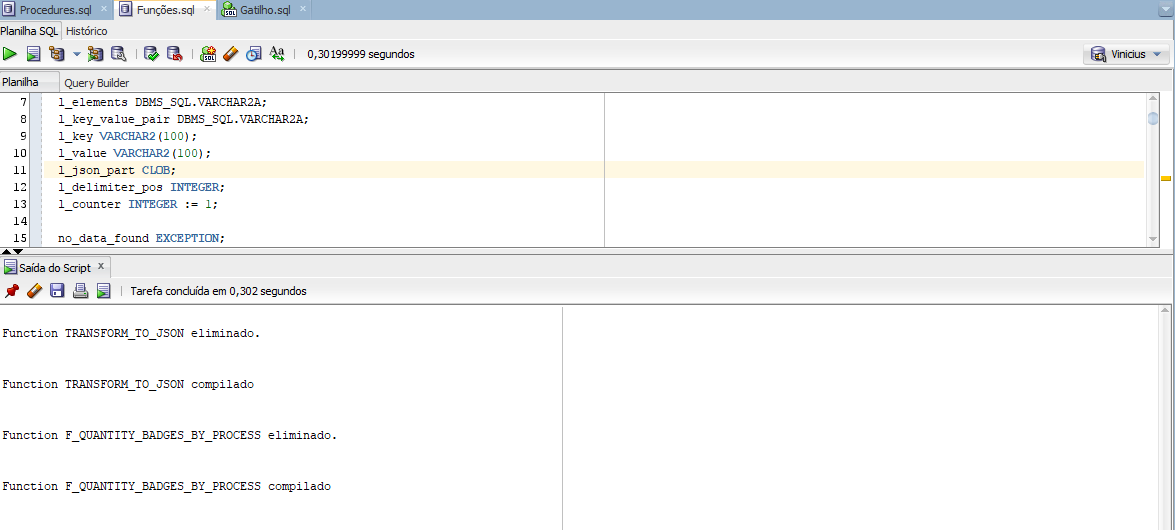 Procedures.sql × Funções.sql × Gatilho.sql ×
Planilha SQL Histórico
0,30199999 segundos Vinicius
Planilha Query Builder
7 l_elements DBMS_SQL.VARCHAR2A;
8 l_key_value_pair DBMS_SQL.VARCHAR2A;
9 l_key VARCHAR2(100);
10 l_value VARCHAR2(100);
11 l_json_part CLOB;
12 l_delimiter_pos INTEGER;
13 l_counter INTEGER := 1;
14
15 no_data_found EXCEPTION;
Saída do Script x
Tarefa concluída em 0,302 segundos
Function TRANSFORM_TO_JSON eliminado.
Function TRANSFORM_TO_JSON compilado
Function F_QUANTITY_BADGES_BY_PROCESS eliminado.
Function F_QUANTITY_BADGES_BY_PROCESS compilado